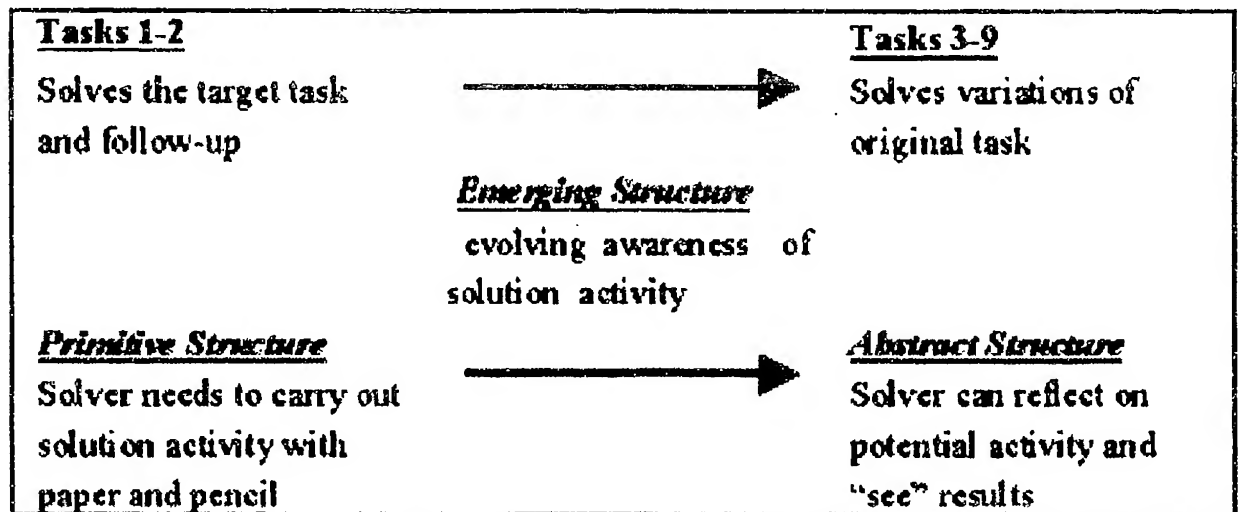 Tasks 1-2
Solves the target task
and follow-up
Tasks 3-9
Solves variations of
original task
Emerging Structure
evolving awareness of
solution activity
Primitive Structure
Solver needs to carry out
solution activity with
paper and pencil
Abstract Structure
Solver can reflect on
potential activity and
"see" results